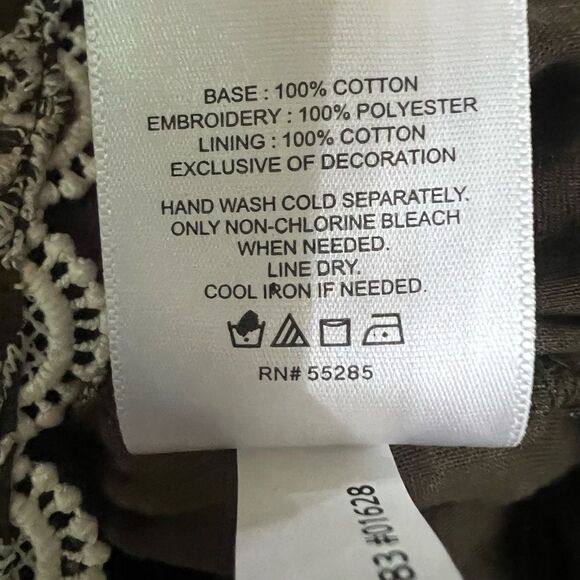 BASE : 100% COTTON
EMBROIDERY : 100% POLYESTER
LINING : 100% COTTON
EXCLUSIVE OF DECORATION
HAND WASH COLD SEPARATELY.
ONLY NON-CHLORINE BLEACH
WHEN NEEDED.
LINE DRY.
COOL IRON IF NEEDED.
RN# 55285
83 #01628